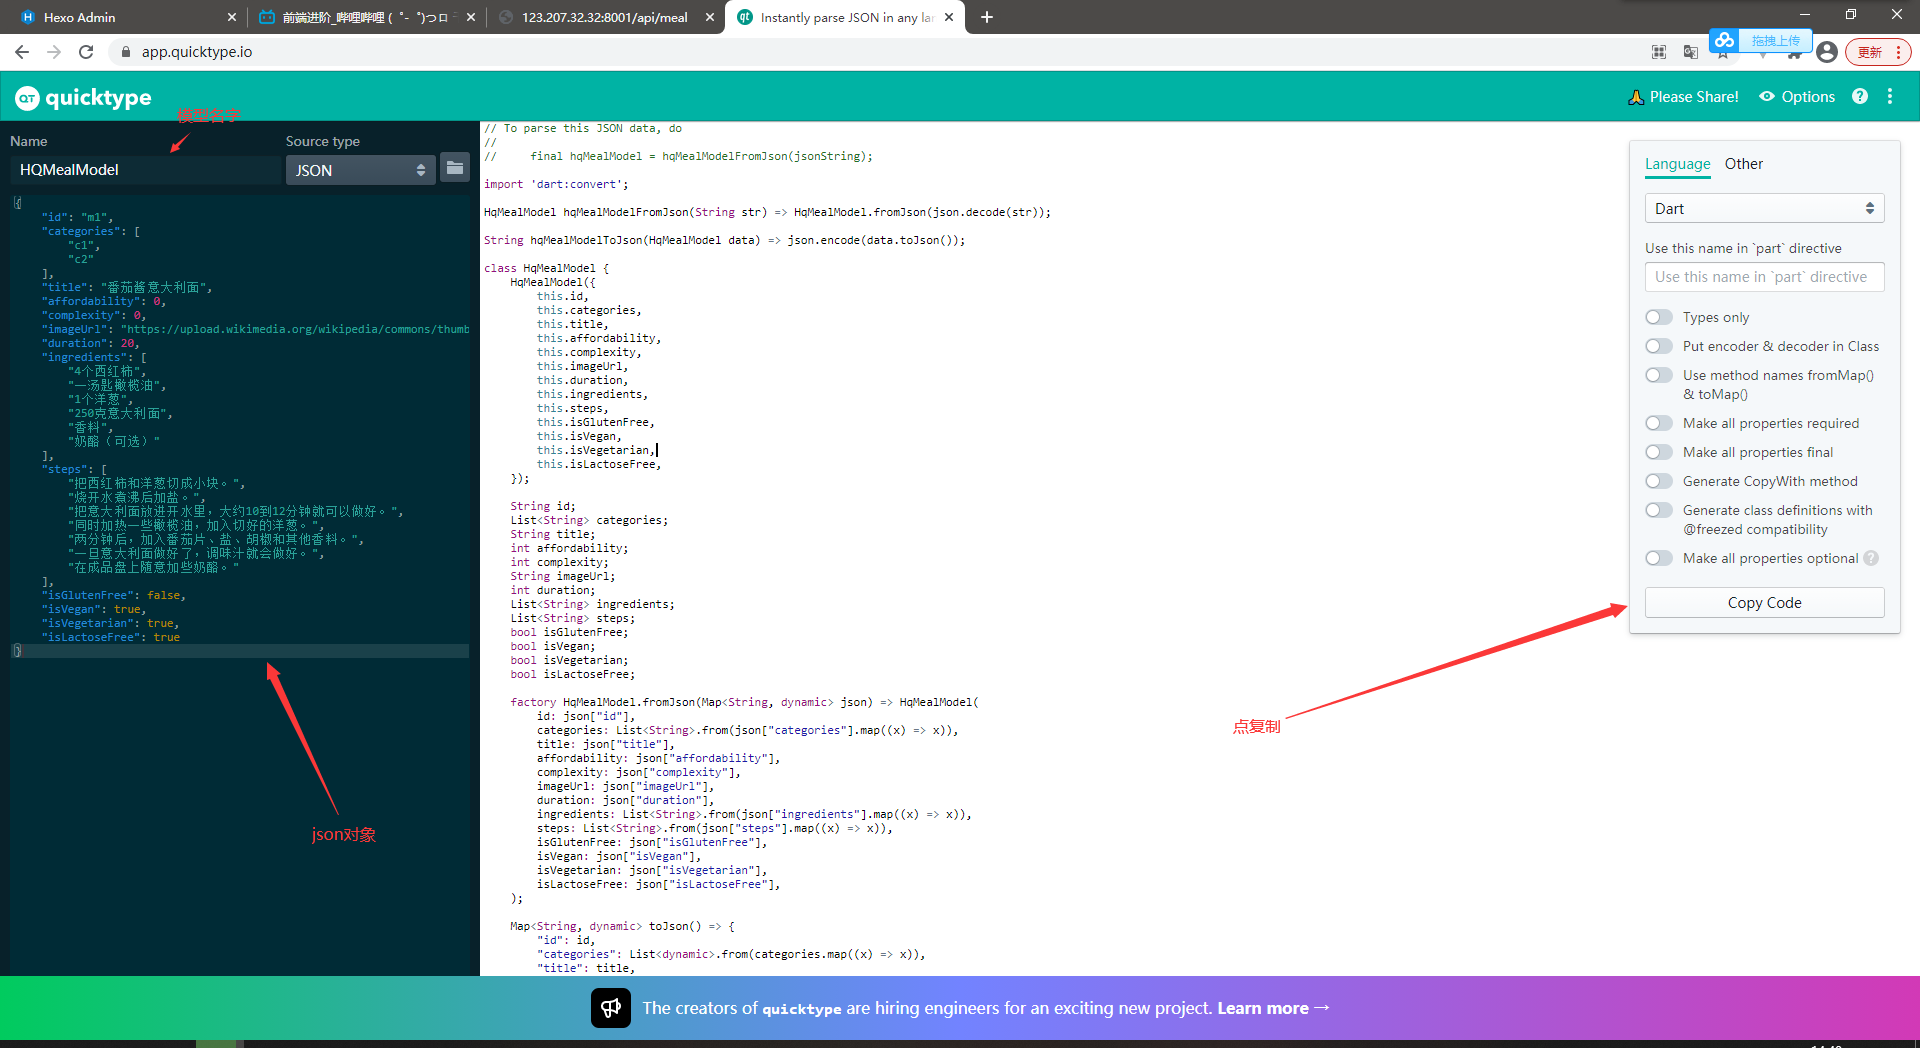 Hexo Admin
前端进阶_哔哩哔哩 ( ゜- ゜)つロ
123.207.32.32:8001/api/meal
Instantly parse JSON in any lan
app.quicktype.io
拖拽上传
更新
quicktype
Please Share!
Options
模型名字
Name
Source type
HQMealModel
JSON
{
"id": "m1",
"categories": [
"c1",
"c2"
],
"title": "番茄酱意大利面",
"affordability": 0,
"complexity": 0,
"imageUrl": "https://upload.wikimedia.org/wikipedia/commons/thumb
"duration": 20,
"ingredients": [
"4个西红柿",
"一汤匙橄榄油",
"1个洋葱",
"250克意大利面",
"香料",
"奶酪（可选）"
],
"steps": [
"把西红柿和洋葱切成小块。",
"烧开水煮沸后加盐。",
"把意大利面放进开水里，大约10到12分钟就可以做好。",
"同时加热一些橄榄油，加入切好的洋葱。",
"两分钟后，加入番茄片、盐、胡椒和其他香料。",
"一旦意大利面做好了，调味汁就会做好。",
"在成品盘上随意加些奶酪。"
],
"isGlutenFree": false,
"isVegan": true,
"isVegetarian": true,
"isLactoseFree": true
}
json对象
// To parse this JSON data, do
//
//     final hqMealModel = hqMealModelFromJson(jsonString);
import 'dart:convert';
HqMealModel hqMealModelFromJson(String str) => HqMealModel.fromJson(json.decode(str));
String hqMealModelToJson(HqMealModel data) => json.encode(data.toJson());
class HqMealModel {
HqMealModel({
this.id,
this.categories,
this.title,
this.affordability,
this.complexity,
this.imageUrl,
this.duration,
this.ingredients,
this.steps,
this.isGlutenFree,
this.isVegan,
this.isVegetarian,
this.isLactoseFree,
});
String id;
List<String> categories;
String title;
int affordability;
int complexity;
String imageUrl;
int duration;
List<String> ingredients;
List<String> steps;
bool isGlutenFree;
bool isVegan;
bool isVegetarian;
bool isLactoseFree;
factory HqMealModel.fromJson(Map<String, dynamic> json) => HqMealModel(
id: json["id"],
categories: List<String>.from(json["categories"].map((x) => x)),
title: json["title"],
affordability: json["affordability"],
complexity: json["complexity"],
imageUrl: json["imageUrl"],
duration: json["duration"],
ingredients: List<String>.from(json["ingredients"].map((x) => x)),
steps: List<String>.from(json["steps"].map((x) => x)),
isGlutenFree: json["isGlutenFree"],
isVegan: json["isVegan"],
isVegetarian: json["isVegetarian"],
isLactoseFree: json["isLactoseFree"],
);
Map<String, dynamic> toJson() => {
"id": id,
"categories": List<dynamic>.from(categories.map((x) => x)),
"title": title,
Language
Other
Dart
Use this name in `part` directive
Use this name in `part` directive
Types only
Put encoder & decoder in Class
Use method names fromMap()
& toMap()
Make all properties required
Make all properties final
Generate CopyWith method
Generate class definitions with
@freezed compatibility
Make all properties optional ?
Copy Code
点复制
The creators of quicktype are hiring engineers for an exciting new project. Learn more →